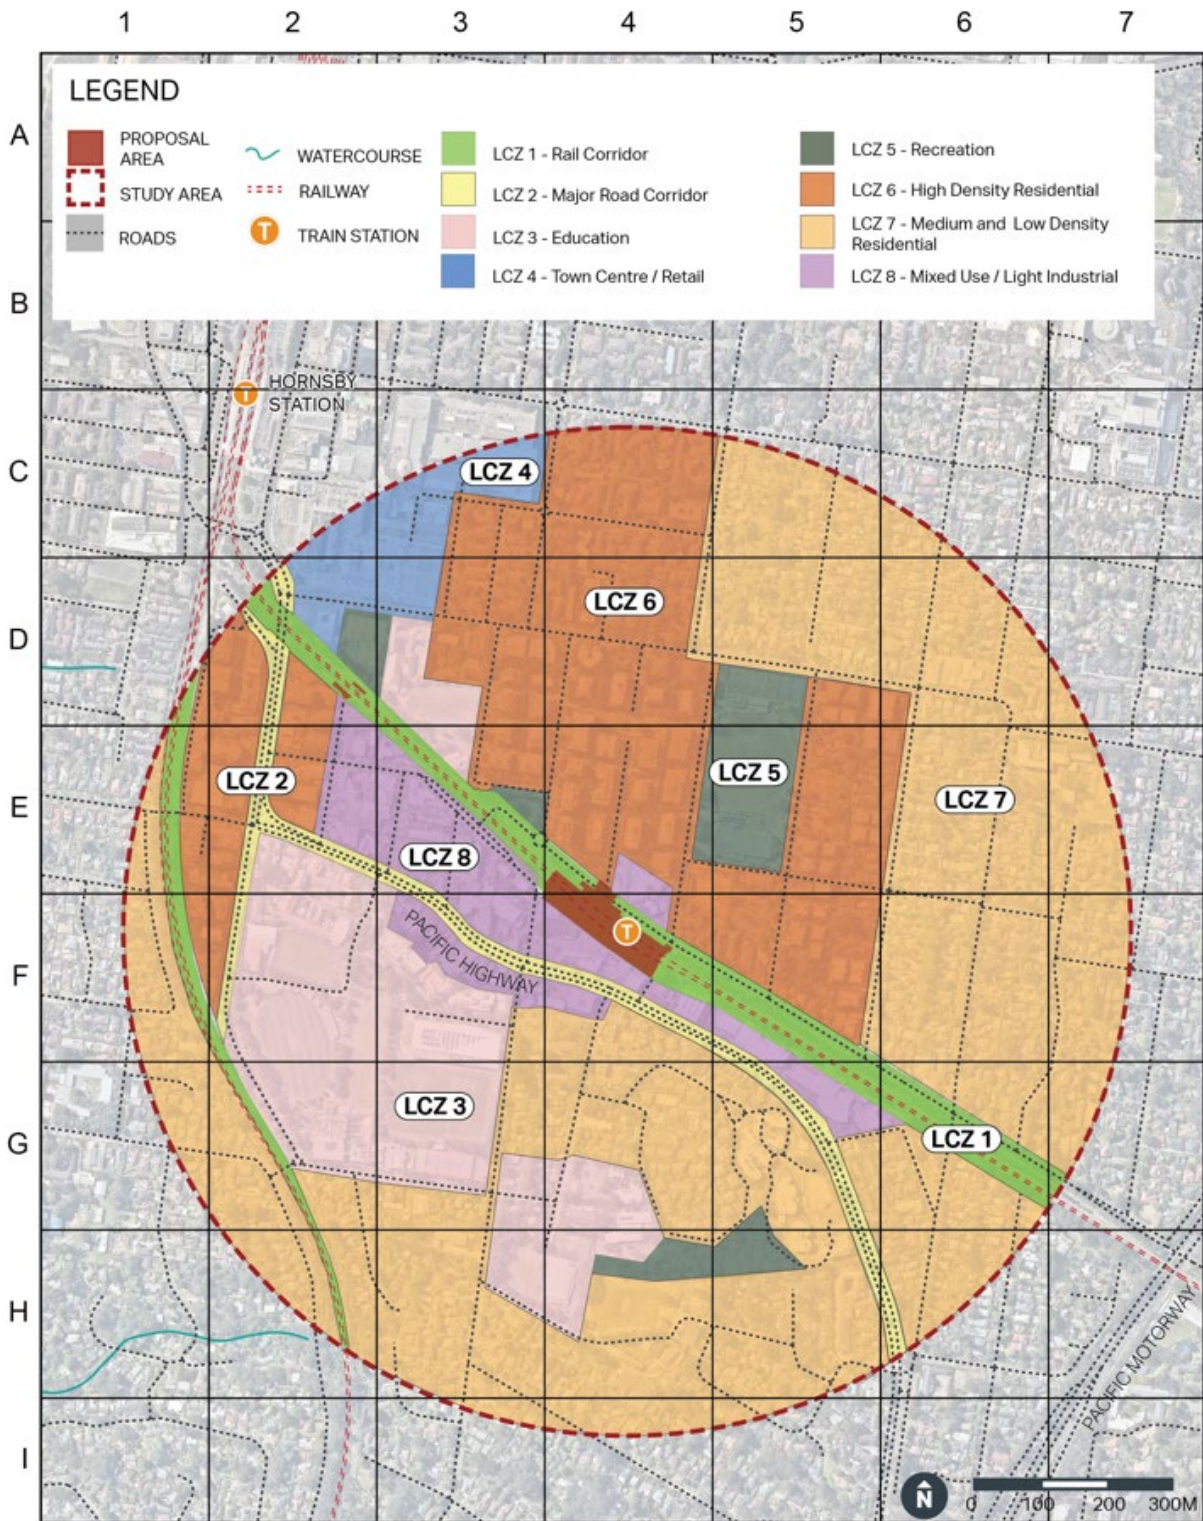 1 2 3 4 5 6 7
A
B
C
D
E
F
G
H
I
LEGEND
PROPOSAL
AREA
STUDY AREA
ROADS
WATERCOURSE
RAILWAY
T
TRAIN STATION
LCZ 1 - Rail Corridor
LCZ 2 - Major Road Corridor
LCZ 3 - Education
LCZ 4 - Town Centre / Retail
LCZ 5 - Recreation
LCZ 6 - High Density Residential
LCZ 7 - Medium and Low Density
Residential
LCZ 8 - Mixed Use / Light Industrial
T
HORNSBY
STATION
LCZ 4
LCZ 6
LCZ 2
LCZ 5
LCZ 7
LCZ 8
T
PACIFIC HIGHWAY
LCZ 3
LCZ 1
PACIFIC MOTORWAY
N
0 100 200 300M